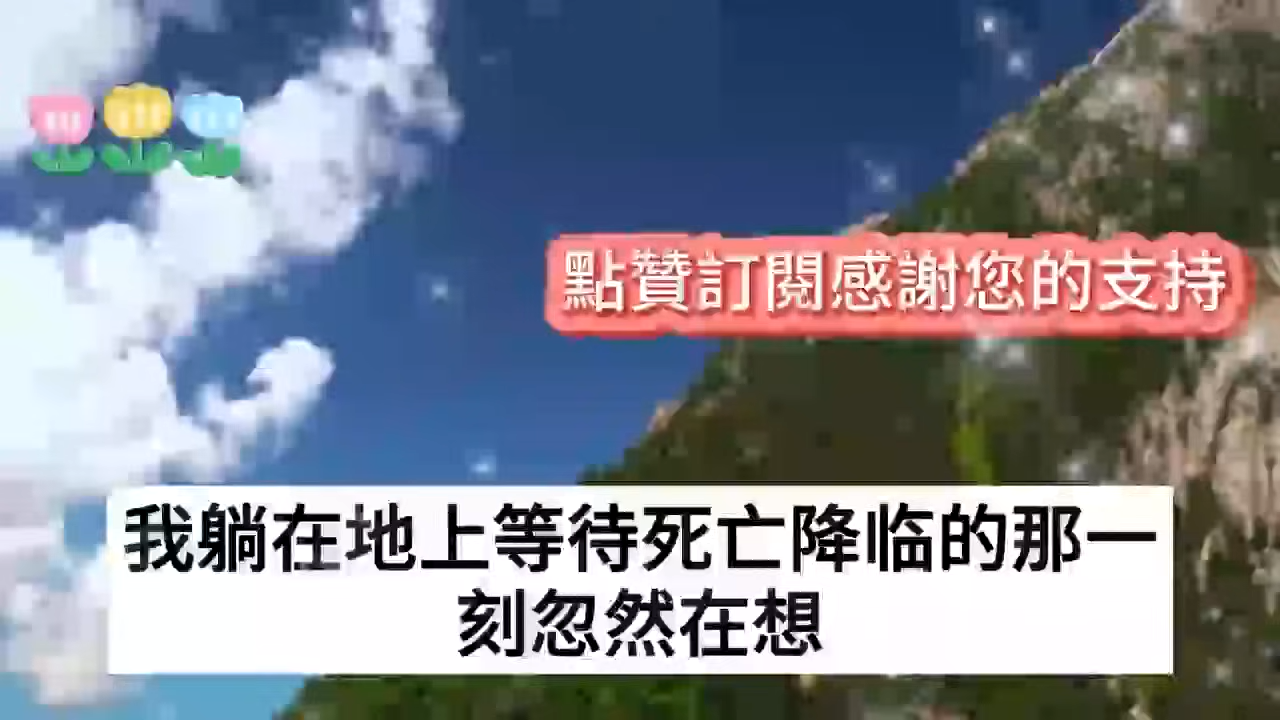 點贊訂閱感謝您的支持
我躺在地上等待死亡降临的那一
刻忽然在想